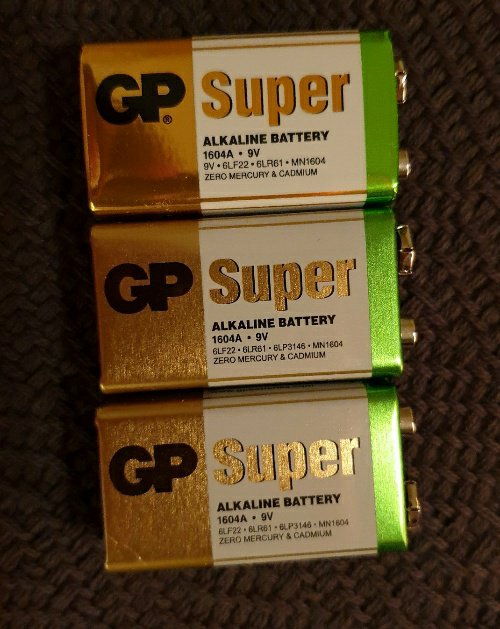 GP® Super
ALKALINE BATTERY
1604A • 9V
9V • 6LF22 • 6LR61 • MN1604
ZERO MERCURY & CADMIUM
GP Super
ALKALINE BATTERY
1604A • 9V
6LF22 • 6LR61 • 6LP3146 • MN1604
ZERO MERCURY & CADMIUM
GP Super
ALKALINE BATTERY
1604A • 9V
6LF22 • 6LR61 • 6LP3146 • MN1604
ZERO MERCURY & CADMIUM